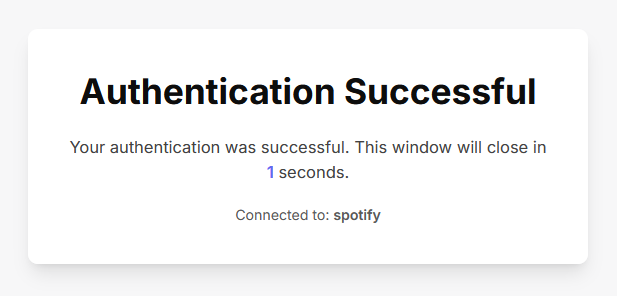 Authentication Successful
Your authentication was successful. This window will close in
1 seconds.
Connected to: spotify